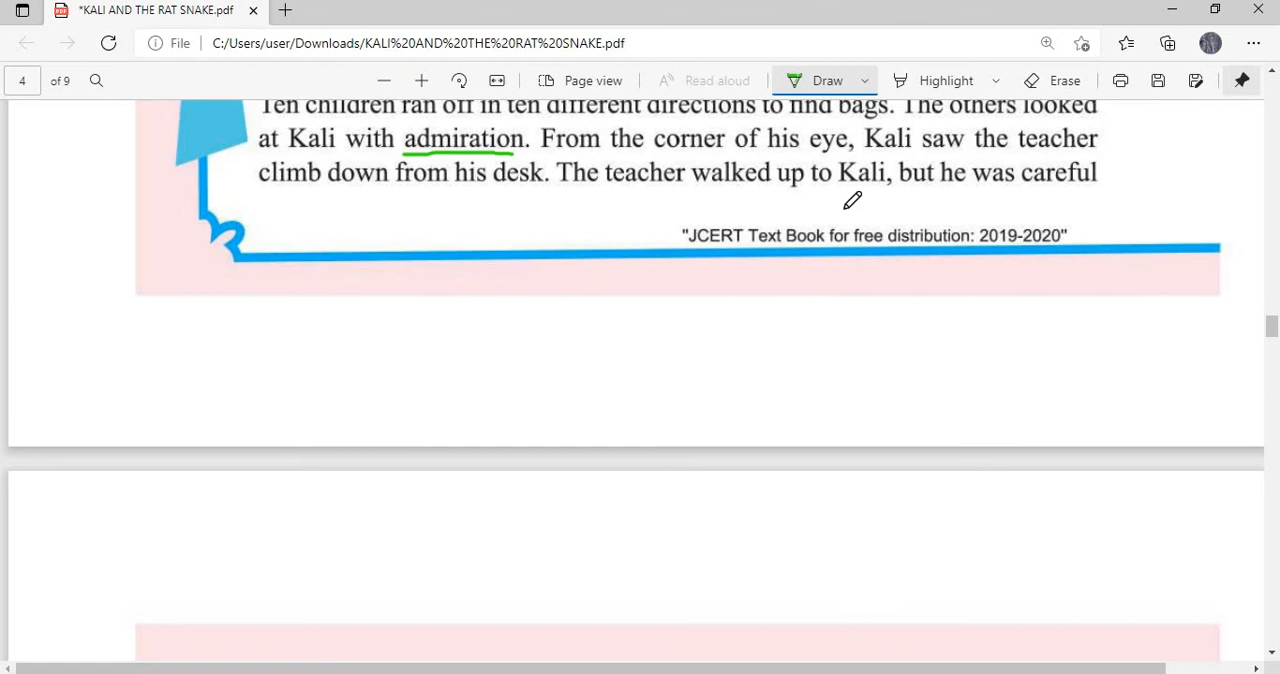 *KALI AND THE RAT SNAKE.pdf
File
C:/Users/user/Downloads/KALI%20AND%20THE%20RAT%20SNAKE.pdf
4 of 9
Page view
Read aloud
Draw
Highlight
Erase
Ten children ran off in ten different directions to find bags. The others looked
at Kali with admiration. From the corner of his eye, Kali saw the teacher
climb down from his desk. The teacher walked up to Kali, but he was careful
"JCERT Text Book for free distribution: 2019-2020"